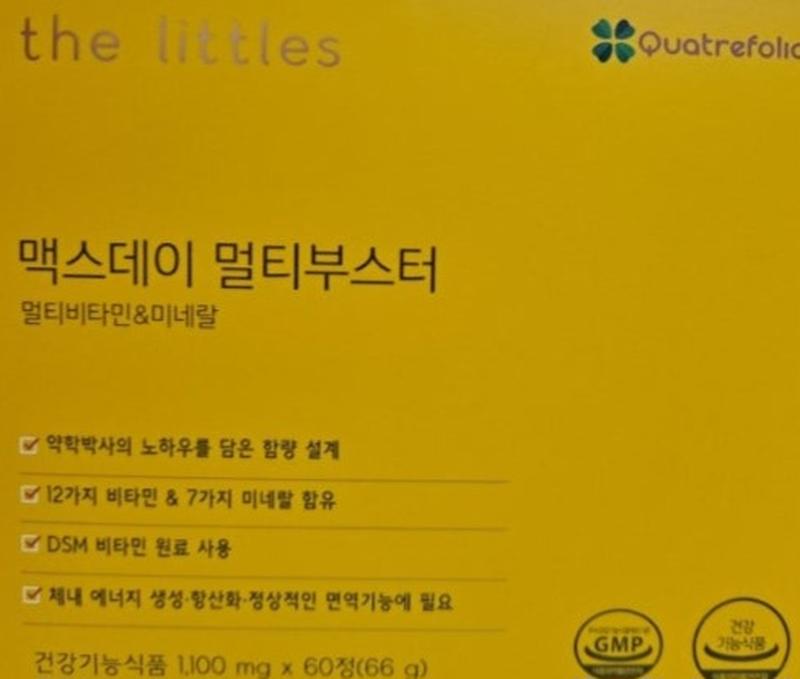 the littles
Quatrefolic
맥스데이 멀티부스터
멀티비타민&미네랄
약학박사의 노하우를 담은 함량 설계
12가지 비타민 & 7가지 미네랄 함유
DSM 비타민 원료 사용
체내 에너지 생성·항산화·정상적인 면역기능에 필요
GMP
건강
기능식품
건강기능식품 1,100 mg x 60정(66 g)